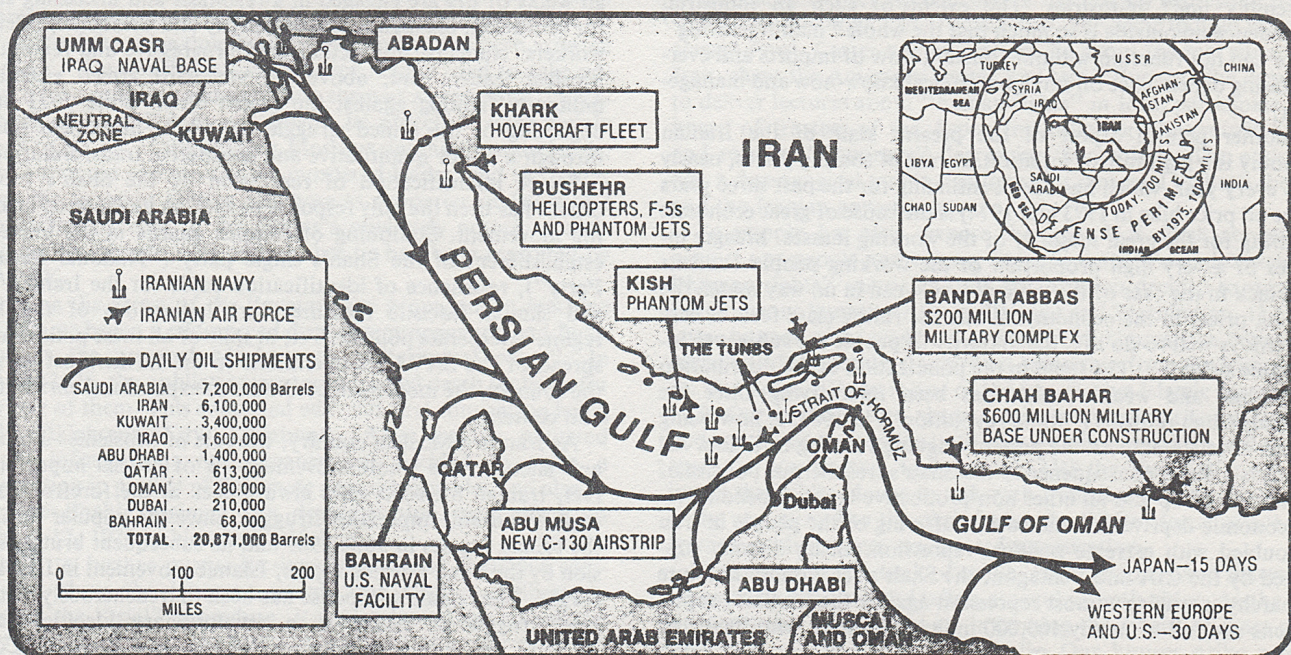 UMM QASR
IRAQ NAVAL BASE
ABADAN
IRAQ
NEUTRAL
ZONE
KUWAIT
KHARK
HOVERCRAFT FLEET
IRAN
BUSHEHR
HELICOPTERS, F-5s
AND PHANTOM JETS
SAUDI ARABIA
TURKEY
USSR
CHINA
MEDITERRANEAN
SEA
SYRIA
IRAQ
AFGHAN-
STAN
IRAN
PAKISTAN
LIBYA
EGYPT
SAUDI
ARABIA
INDIA
CHAD
SUDAN
RED SEA
DEFENSE PERIMETER
TODAY-200 MILES
BY 1975, 1400 MILES
INDIAN OCEAN
IRANIAN NAVY
IRANIAN AIR FORCE
DAILY OIL SHIPMENTS
SAUDI ARABIA ... 7,200,000 Barrels
IRAN .. 6,100,000
KUWAIT .. 3,400,000
IRAQ .. 1,600,000
ABU DHABI .. 1,400,000
QATAR .. 613,000
OMAN .. 280,000
DUBAI .. 210,000
BAHRAIN .. 68,000
TOTAL .. 20,871,000 Barrels
0 100 200
MILES
PERSIAN GULF
KISH
PHANTOM JETS
THE TUNBS
BANDAR ABBAS
$200 MILLION
MILITARY COMPLEX
STRAIT OF HORMUZ
CHAH BAHAR
$600 MILLION MILITARY
BASE UNDER CONSTRUCTION
OMAN
QATAR
Dubai
GULF OF OMAN
ABU MUSA
NEW C-130 AIRSTRIP
BAHRAIN
U.S. NAVAL
FACILITY
ABU DHABI
JAPAN-15 DAYS
WESTERN EUROPE
AND U.S.-30 DAYS
UNITED ARAB EMIRATES
MUSCAT
AND OMAN